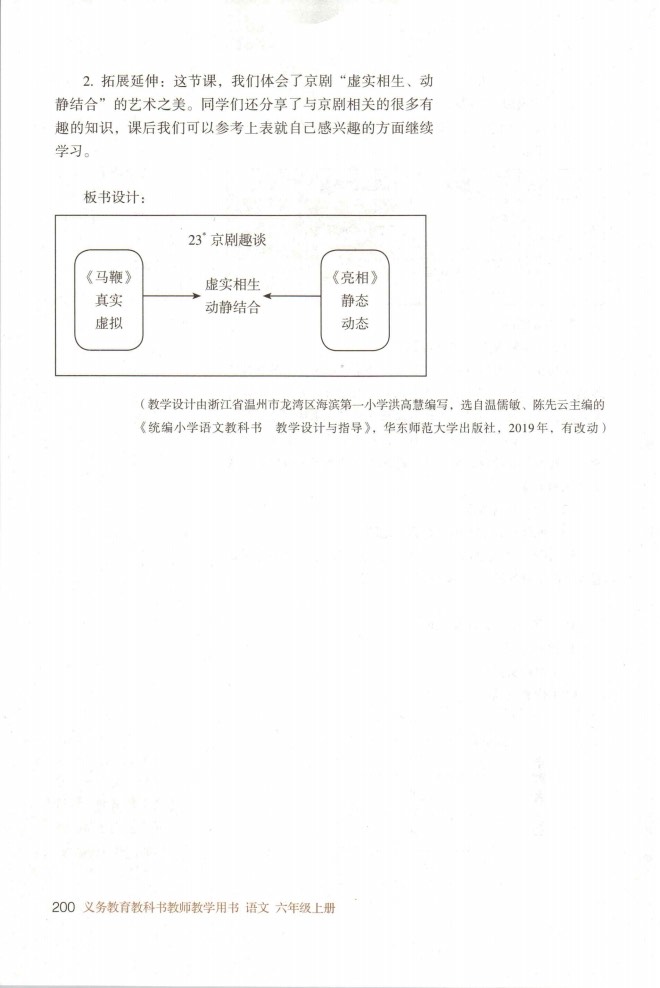 2. 拓展延伸：这节课，我们体会了京剧“虚实相生、动
静结合”的艺术之美。同学们还分享了与京剧相关的很多有
趣的知识，课后我们可以参考上表就自己感兴趣的方面继续
学习。
板书设计：
23* 京剧趣谈
《马鞭》
真实
虚拟
虚实相生
动静结合
《亮相》
静态
动态
（教学设计由浙江省温州市龙湾区海滨第一小学洪高慧编写，选自温儒敏、陈先云主编的
《统编小学语文教科书　教学设计与指导》，华东师范大学出版社，2019年，有改动）
200 义务教育教科书教师教学用书 语文 六年级上册